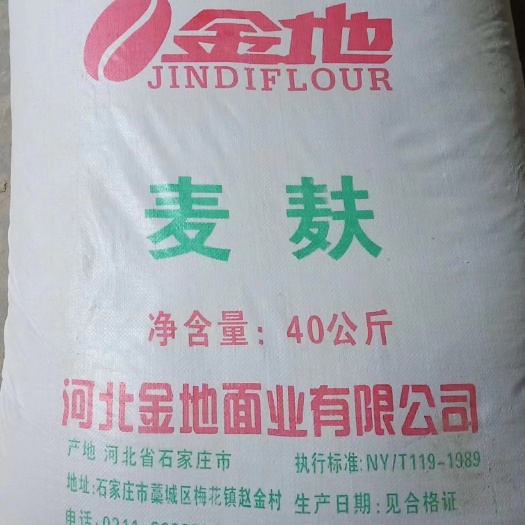 金地
JINDIFLOUR
麦麸
净含量：40公斤
河北金地面业有限公司
产地 河北省石家庄市 执行标准：NY/T119-1989
地址：石家庄市藁城区梅花镇赵金村 生产日期：见合格证
电话：0311